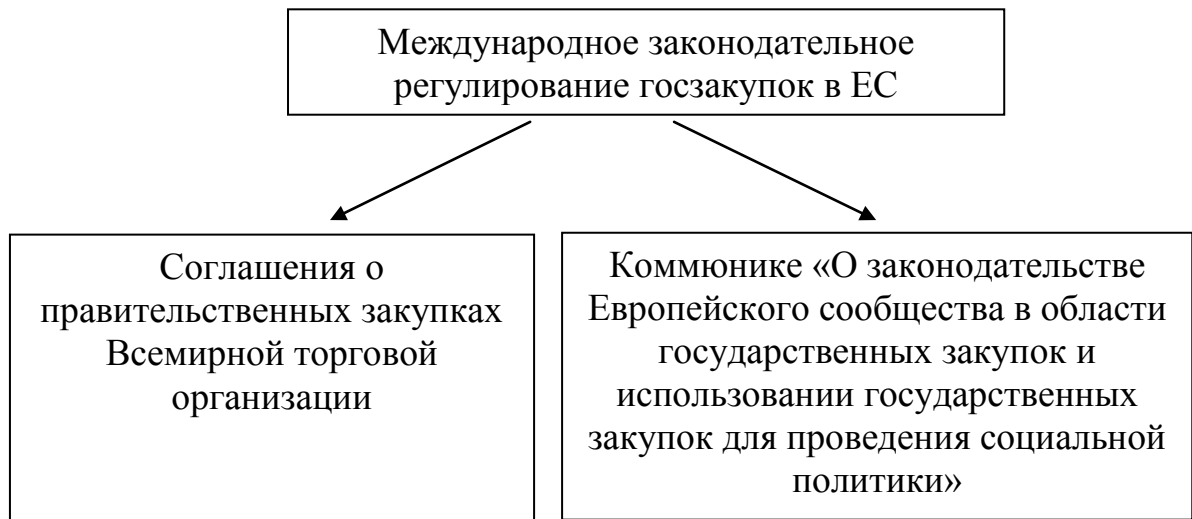 Международное законодательное
регулирование госзакупок в ЕС
Соглашения о
правительственных закупках
Всемирной торговой
организации
Коммюнике «О законодательстве
Европейского сообщества в области
государственных закупок и
использовании государственных
закупок для проведения социальной
политики»